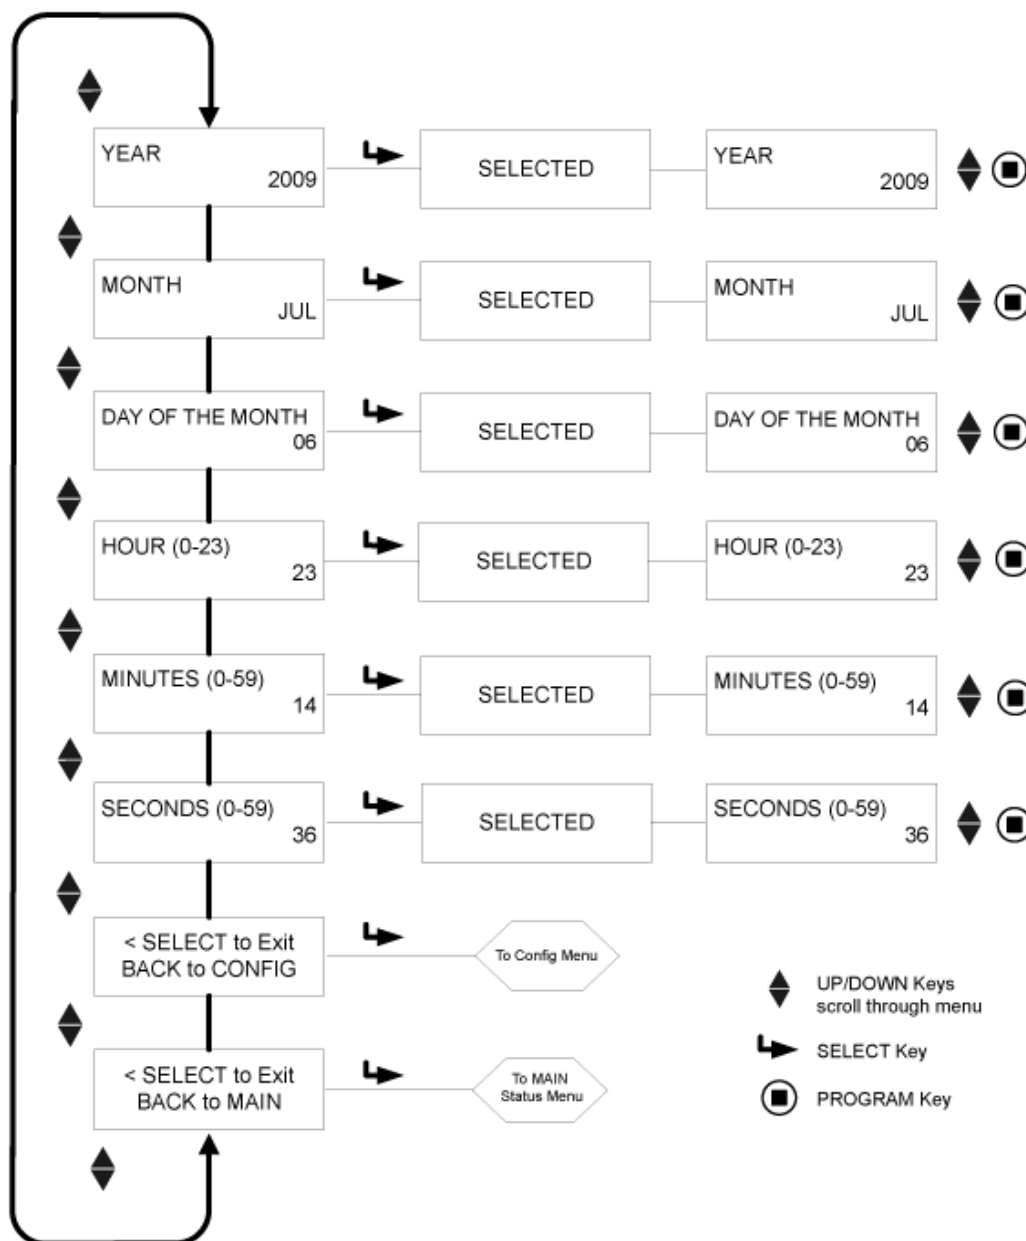 YEAR
2009
SELECTED
YEAR
2009
MONTH
JUL
SELECTED
MONTH
JUL
DAY OF THE MONTH
06
SELECTED
DAY OF THE MONTH
06
HOUR (0-23)
23
SELECTED
HOUR (0-23)
23
MINUTES (0-59)
14
SELECTED
MINUTES (0-59)
14
SECONDS (0-59)
36
SELECTED
SECONDS (0-59)
36
< SELECT to Exit
BACK to CONFIG
To Config Menu
< SELECT to Exit
BACK to MAIN
To MAIN
Status Menu
UP/DOWN Keys
scroll through menu
SELECT Key
PROGRAM Key